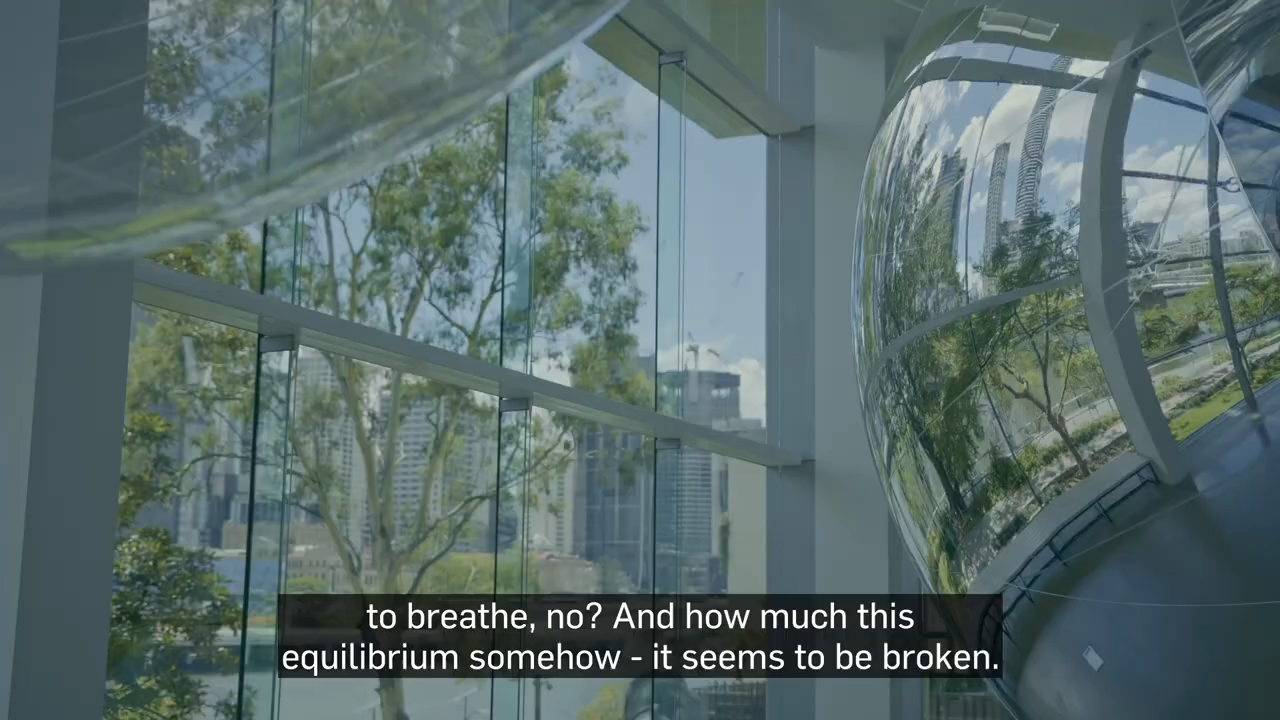 to breathe, no? And how much this
equilibrium somehow - it seems to be broken.